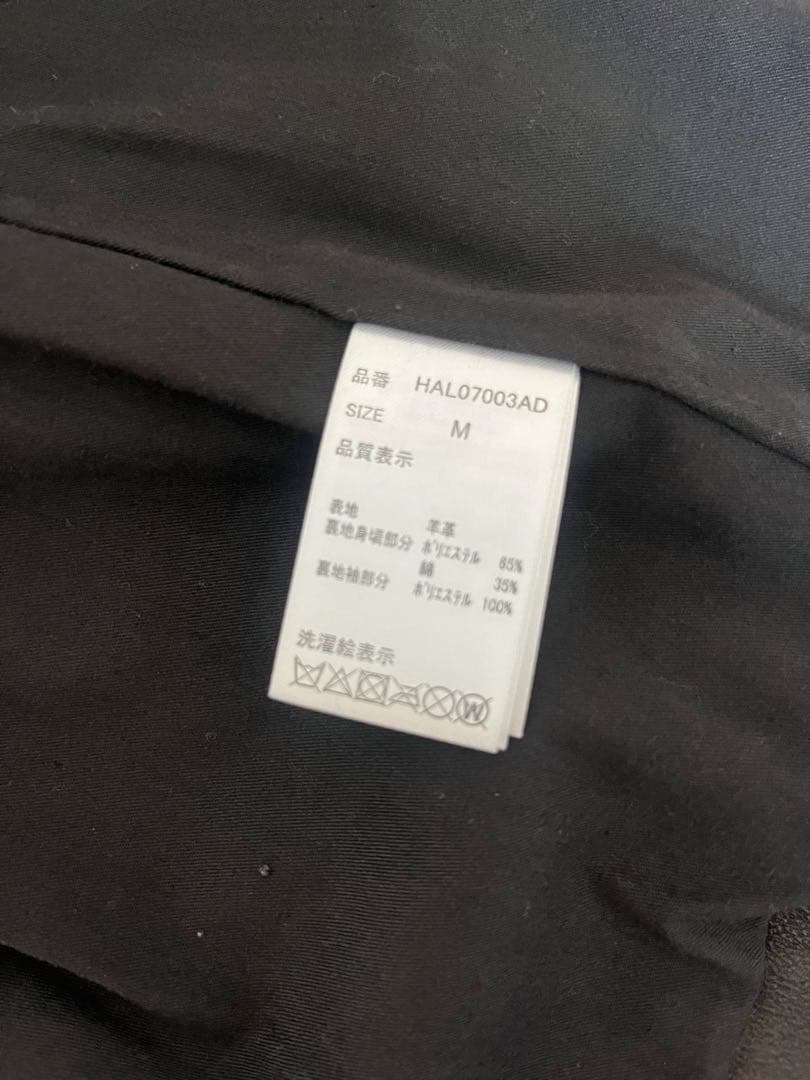 品番 HAL07003AD
SIZE M
品質表示
表地 羊革
裏地身頃部分 ポリエステル 65%
綿 35%
裏地袖部分 ポリエステル 100%
洗濯絵表示
W